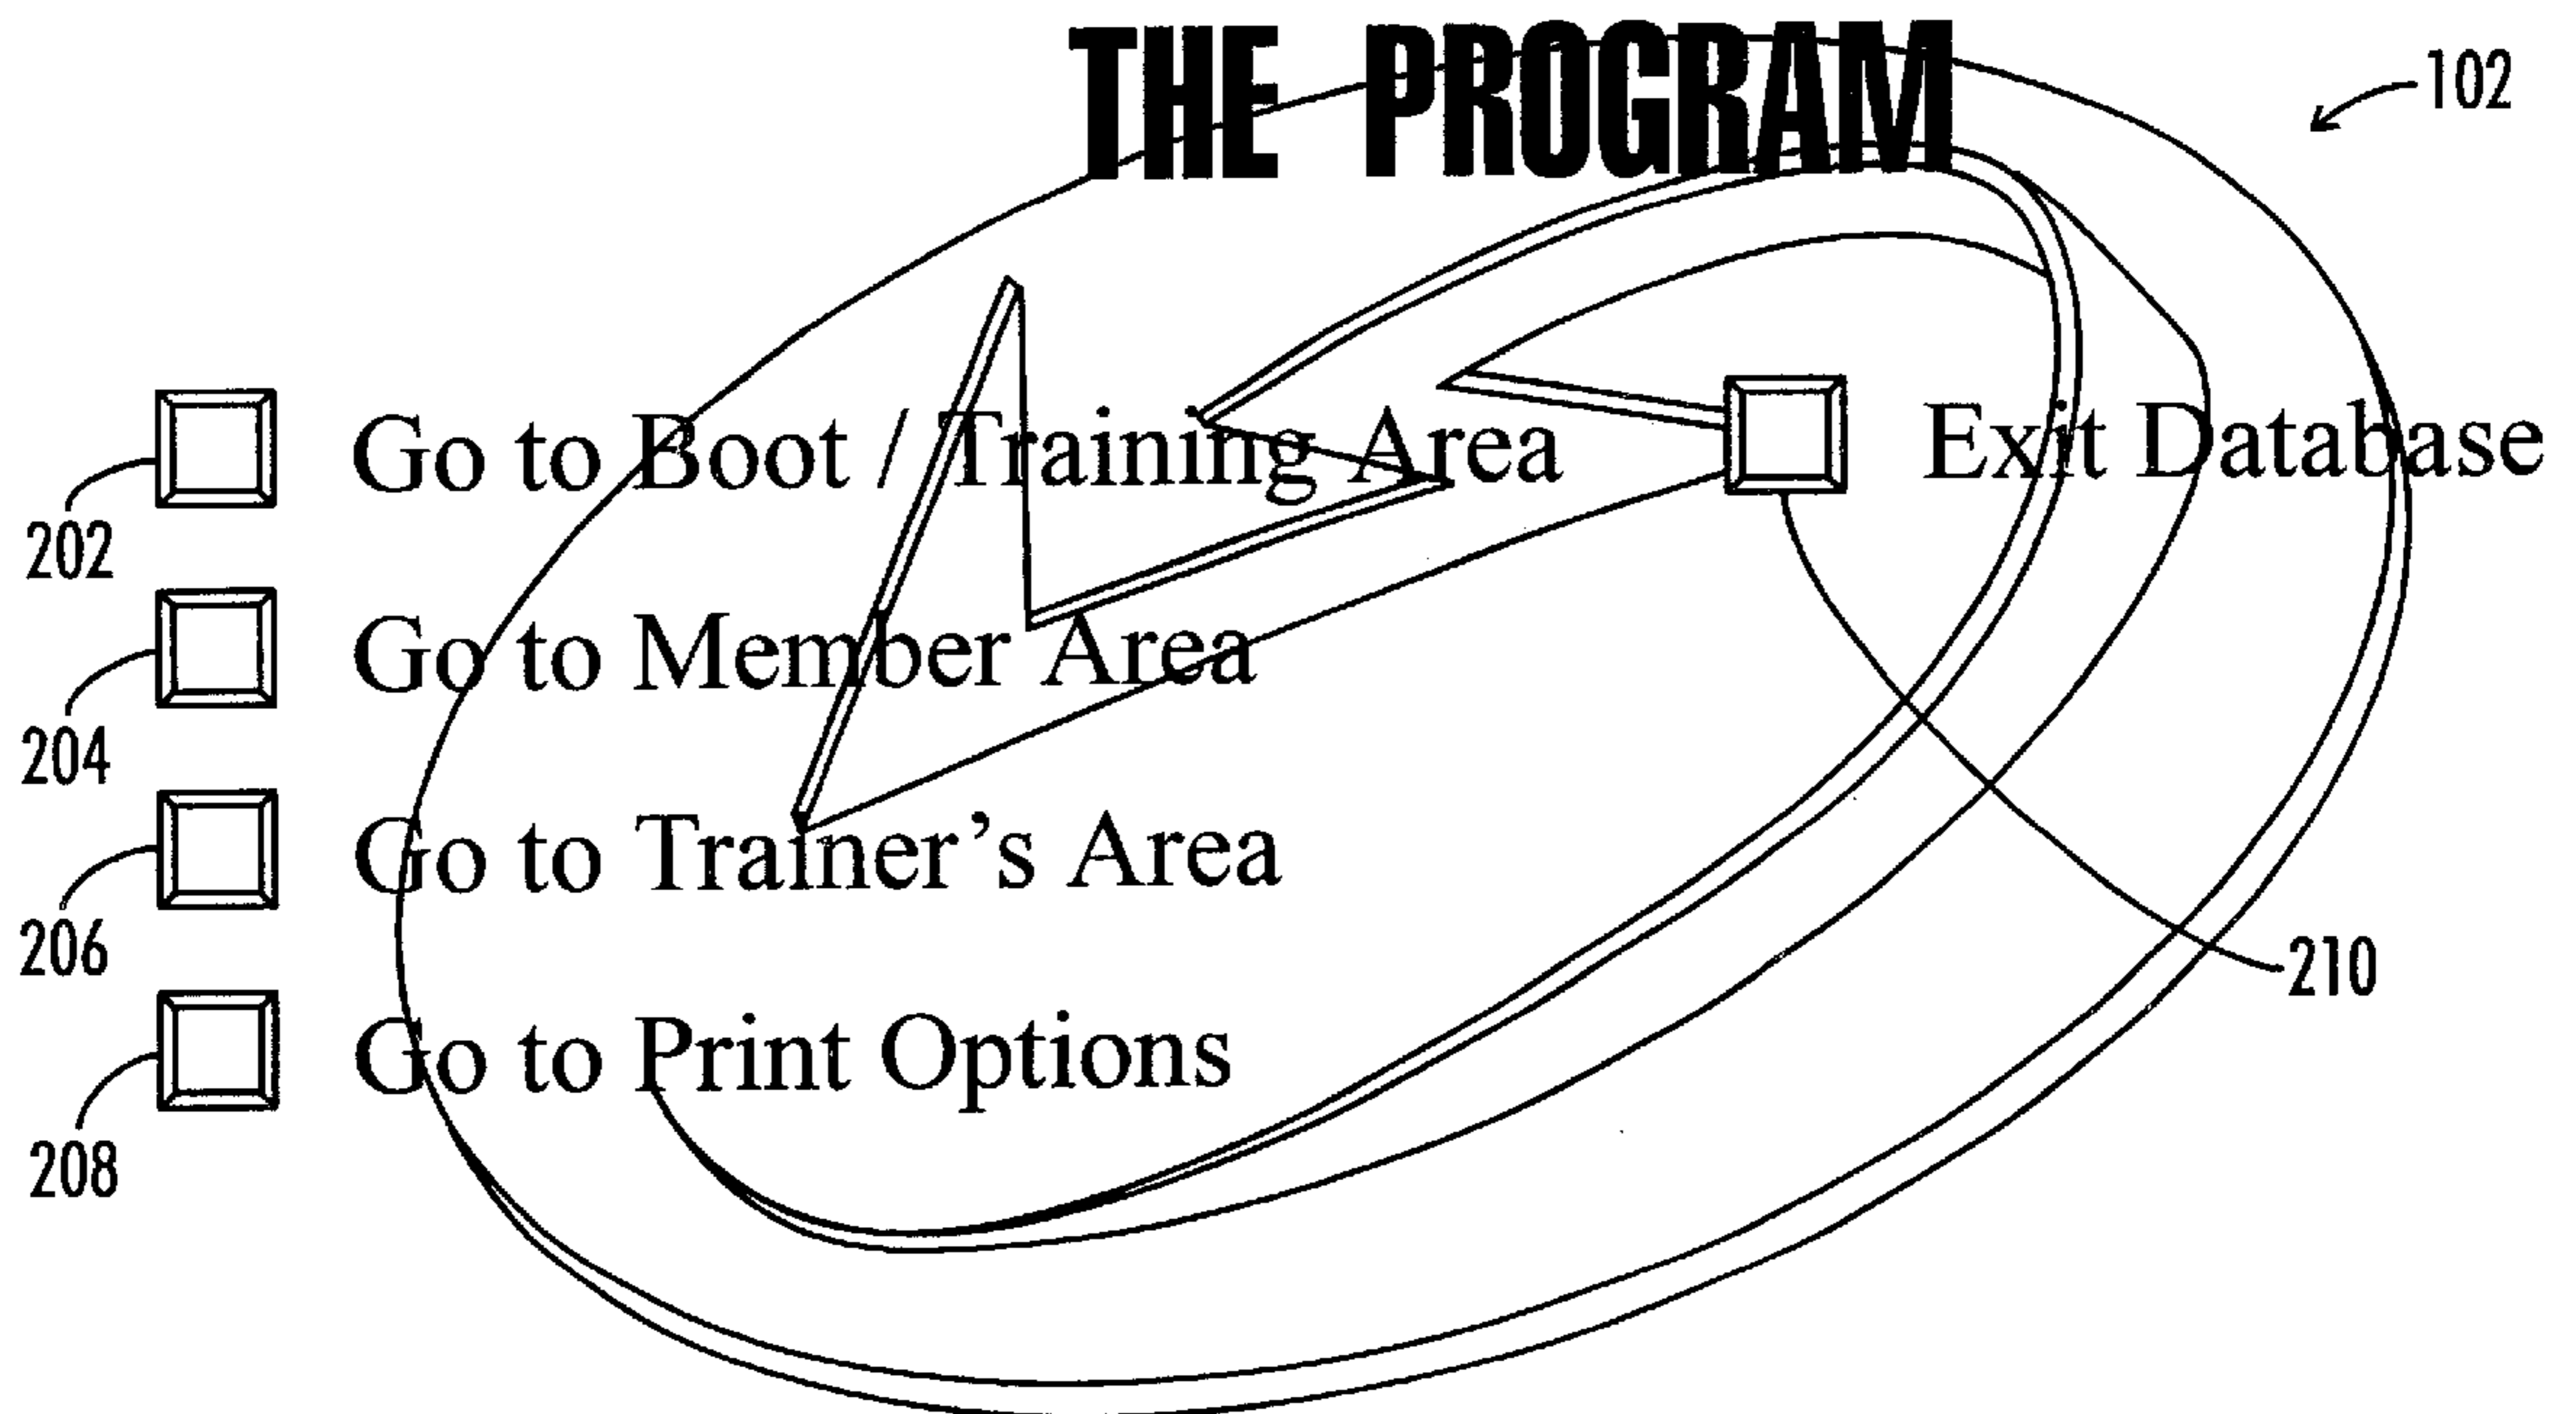 THE PROGRAM
102
Go to Boot / Training Area
Exit Database
202
Go to Member Area
204
Go to Trainer’s Area
206
210
Go to Print Options
208